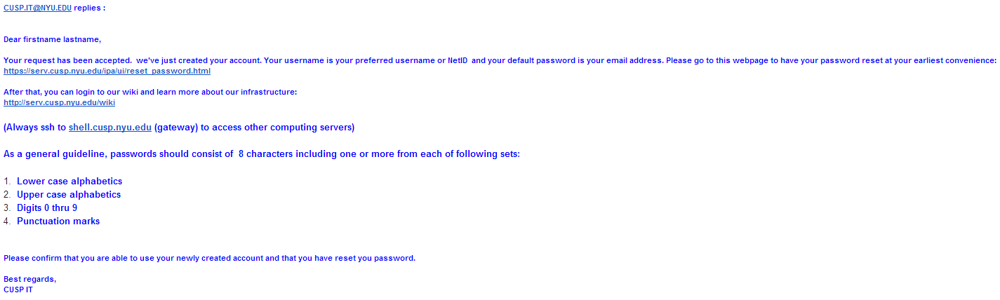 CUSP.IT@NYU.EDU replies :
Dear firstname lastname,
Your request has been accepted.  we've just created your account. Your username is your preferred username or NetID  and your default password is your email address. Please go to this webpage to have your password reset at your earliest convenience:
https://serv.cusp.nyu.edu/ipa/ui/reset_password.html
After that, you can login to our wiki and learn more about our infrastructure:
http://serv.cusp.nyu.edu/wiki
(Always ssh to shell.cusp.nyu.edu (gateway) to access other computing servers)
As a general guideline, passwords should consist of  8 characters including one or more from each of following sets:
1.  Lower case alphabetics
2.  Upper case alphabetics
3.  Digits 0 thru 9
4.  Punctuation marks
Please confirm that you are able to use your newly created account and that you have reset you password.
Best regards,
CUSP IT